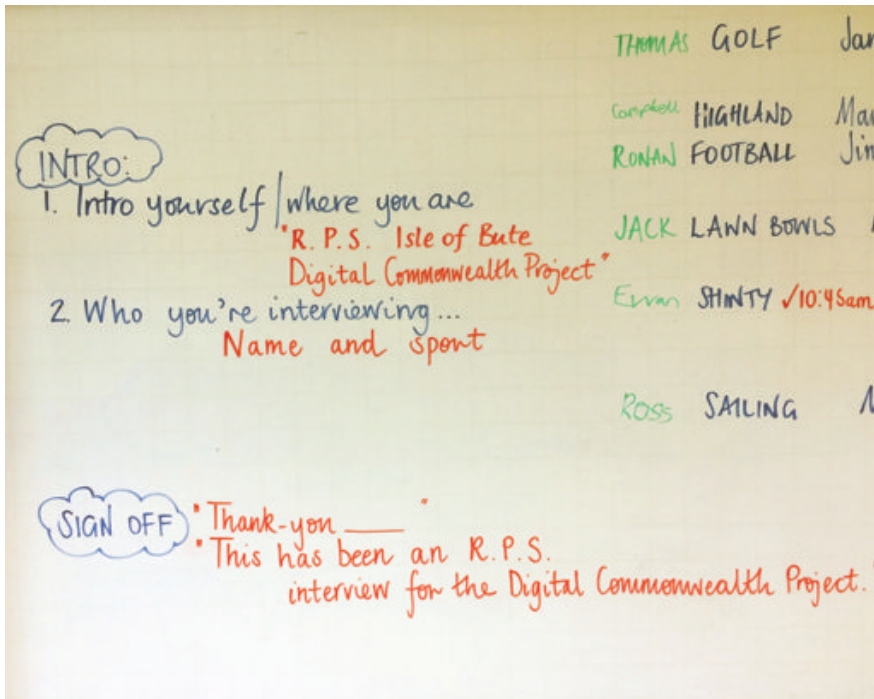 INTRO:
1. Intro yourself / where you are
"R.P.S. Isle of Bute
Digital Commonwealth Project"
2. Who you're interviewing...
Name and sport
SIGN OFF "Thank-you ____ "
"This has been an R.P.S.
interview for the Digital Commonwealth Project."
THOMAS GOLF
Campbell HIGHLAND
RONAN FOOTBALL
JACK LAWN BOWLS
SHINTY ✓10:45am
ROSS SAILING